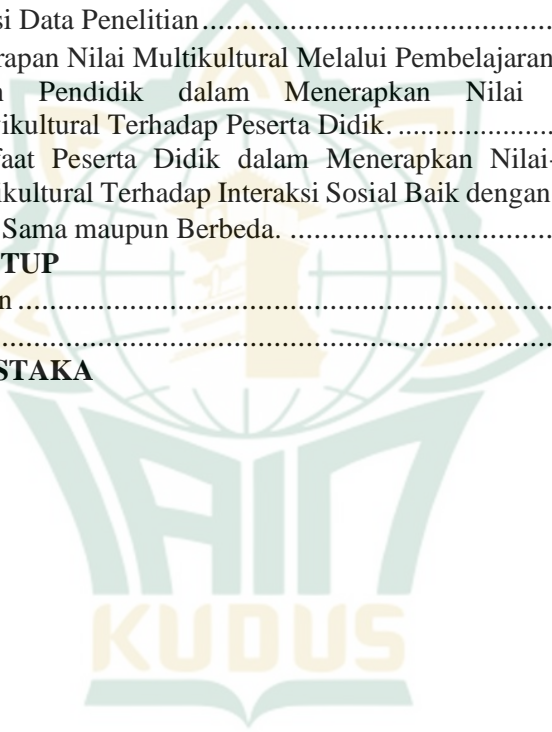 si Data Penelitian ................................................
rapan Nilai Multikultural Melalui Pembelajaran
n Pendidik dalam Menerapkan Nilai
ikultural Terhadap Peserta Didik. ......................
faat Peserta Didik dalam Menerapkan Nilai-
ikultural Terhadap Interaksi Sosial Baik dengan
Sama maupun Berbeda. .....................................
TUP
n ...........................................................................
..............................................................................
STAKA
IAIN
KUDUS